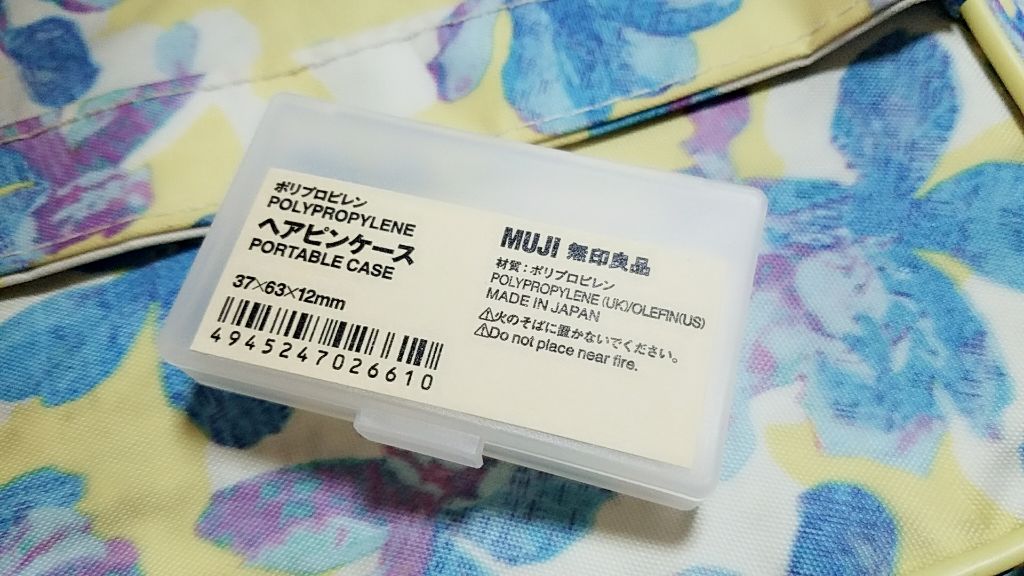 ポリプロピレン
POLYPROPYLENE
ヘアピンケース
PORTABLE CASE
37×63×12mm
4945247026610
MUJI 無印良品
材質：ポリプロピレン
POLYPROPYLENE (UK)/OLEFIN(US)
MADE IN JAPAN
⚠火のそばに置かないでください。
⚠Do not place near fire.